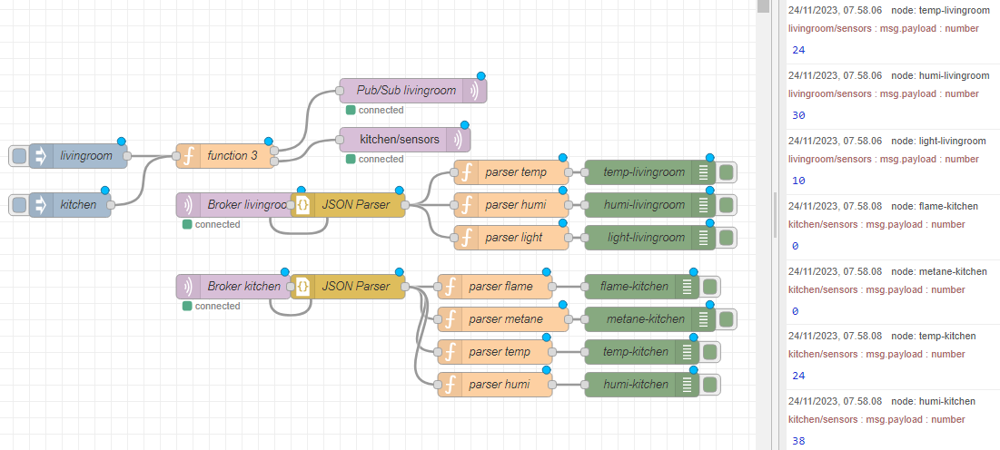 Pub/Sub livingroom
connected
kitchen/sensors
connected
livingroom
function 3
kitchen
Broker livingroo
JSON Parser
connected
parser temp
temp-livingroom
parser humi
humi-livingroom
parser light
light-livingroom
Broker kitchen
JSON Parser
connected
parser flame
flame-kitchen
parser metane
metane-kitchen
parser temp
temp-kitchen
parser humi
humi-kitchen
24/11/2023, 07.58.06 node: temp-livingroom
livingroom/sensors : msg.payload : number
24
24/11/2023, 07.58.06 node: humi-livingroom
livingroom/sensors : msg.payload : number
30
24/11/2023, 07.58.06 node: light-livingroom
livingroom/sensors : msg.payload : number
10
24/11/2023, 07.58.08 node: flame-kitchen
kitchen/sensors : msg.payload : number
0
24/11/2023, 07.58.08 node: metane-kitchen
kitchen/sensors : msg.payload : number
0
24/11/2023, 07.58.08 node: temp-kitchen
kitchen/sensors : msg.payload : number
24
24/11/2023, 07.58.08 node: humi-kitchen
kitchen/sensors : msg.payload : number
38